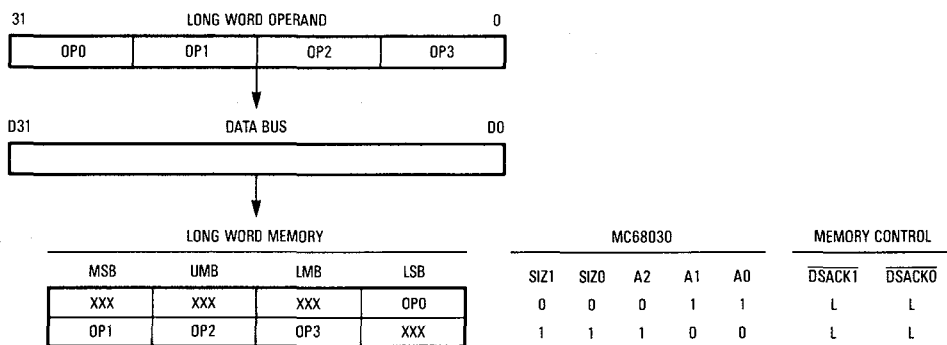 31 LONG WORD OPERAND 0
OP0 OP1 OP2 OP3
D31 DATA BUS D0
LONG WORD MEMORY MC68030 MEMORY CONTROL
MSB UMB LMB LSB SIZ1 SIZ0 A2 A1 A0 DSACK1 DSACK0
XXX XXX XXX OP0 0 0 0 1 1 L L
OP1 OP2 OP3 XXX 1 1 1 0 0 L L